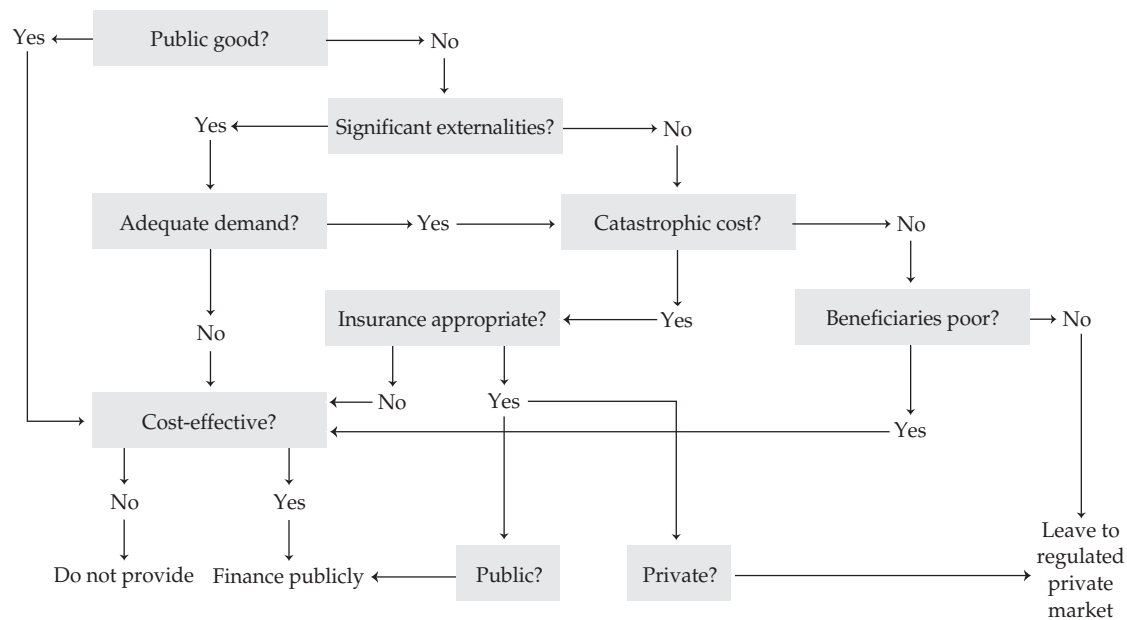 Yes
Public good?
No
Yes
Significant externalities?
No
Adequate demand?
Yes
Catastrophic cost?
No
No
Insurance appropriate?
Yes
Beneficiaries poor?
No
Cost-effective?
No
Yes
Yes
No
Yes
Do not provide
Finance publicly
Public?
Private?
Leave to
regulated
private
market